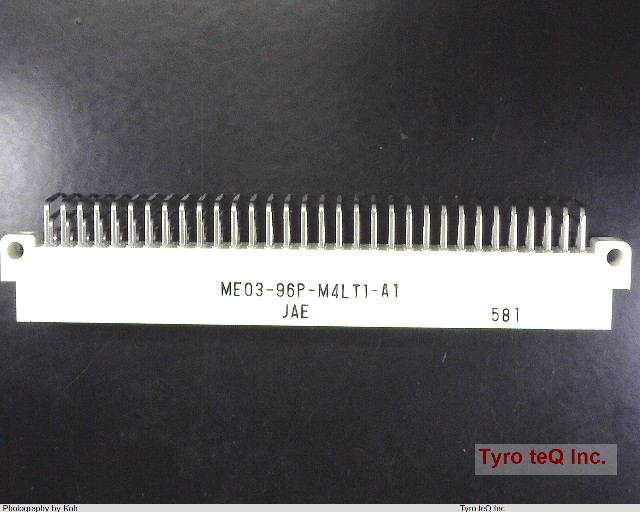 ME03-96P-M4LT1-A1
JAE
581
Tyro teQ Inc.
Photography by Koh
Tyro teQ Inc